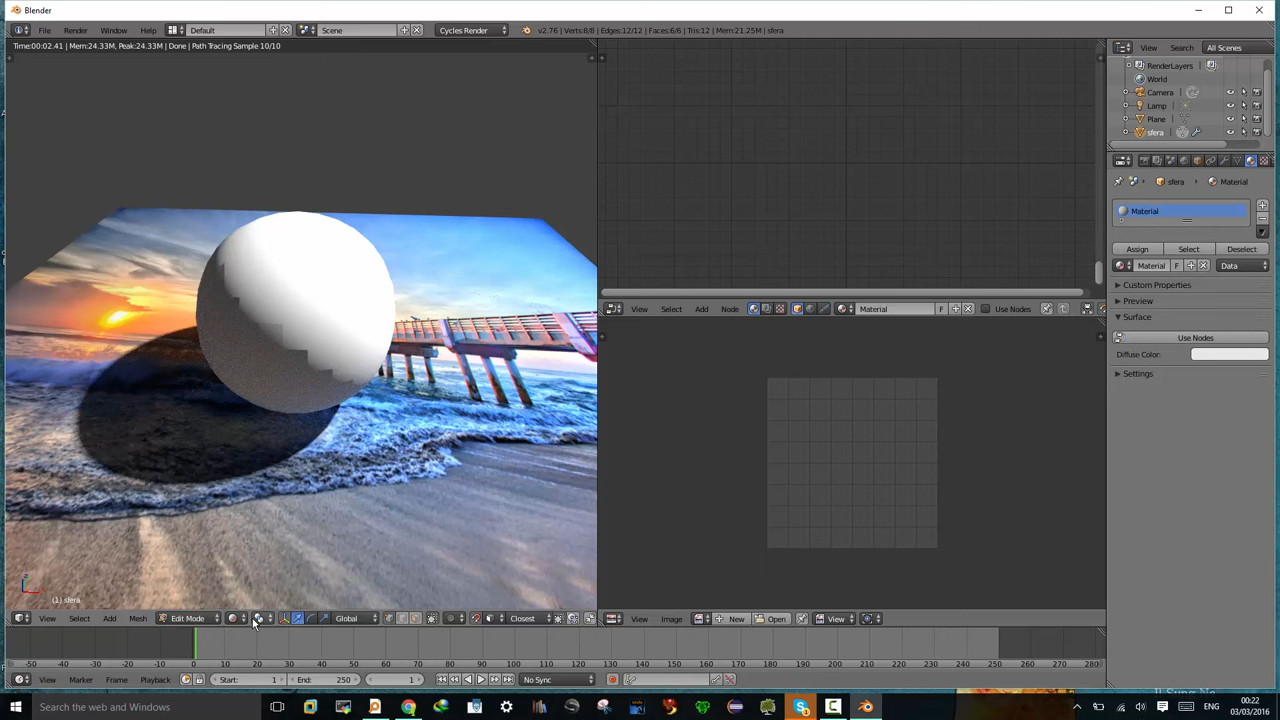 Blender
File Render Window Help Default Scene Cycles Render v2.76 | Verts:8/8 | Edges:12/12 | Faces:6/6 | Tris:12 | Mem:21.25M | sfera
Time:00:02.41 | Mem:24.33M, Peak:24.33M | Done | Path Tracing Sample 10/10
View Search All Scenes
RenderLayers
World
Camera
Lamp
Plane
sfera
sfera Material
Material
Assign Select Deselect
Material F Data
Custom Properties
Preview
Surface
Use Nodes
Diffuse Color:
Settings
View Select Add Node Material F Use Nodes
(1) sfera
View Select Add Mesh Edit Mode Global Closest
View Image New Open View
-50 -40 -30 -20 -10 0 10 20 30 40 50 60 70 80 90 100 110 120 130 140 150 160 170 180 190 200 210 220 230 240 250 260 270 280
View Marker Frame Playback Start: 1 End: 250 1 No Sync
Search the web and Windows
ENG
00:22
03/03/2016